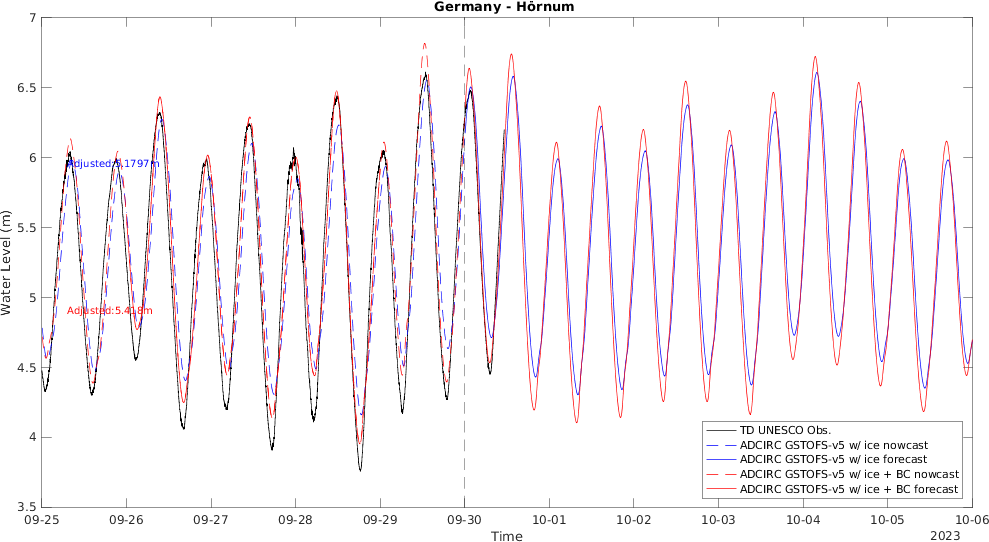 Germany - Hörnum
7
6.5
6
5.5
5
4.5
4
3.5
Water Level (m)
Adjusted:5.1797m
Adjusted:5.418m
TD UNESCO Obs.
ADCIRC GSTOFS-v5 w/ ice nowcast
ADCIRC GSTOFS-v5 w/ ice forecast
ADCIRC GSTOFS-v5 w/ ice + BC nowcast
ADCIRC GSTOFS-v5 w/ ice + BC forecast
09-25 09-26 09-27 09-28 09-29 09-30 10-01 10-02 10-03 10-04 10-05 10-06
Time
2023